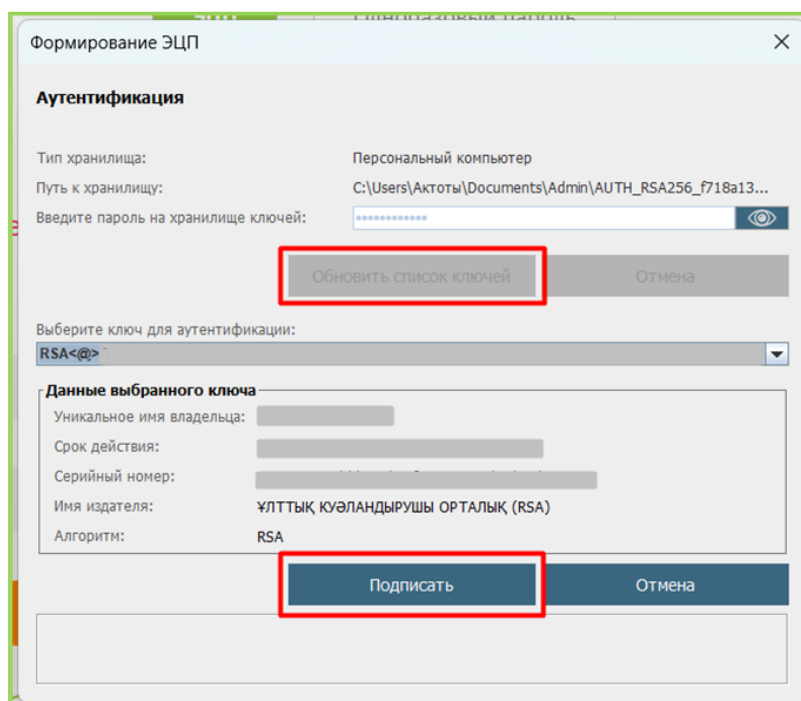 Формирование ЭЦП
Аутентификация
Тип хранилища: Персональный компьютер
Путь к хранилищу: C:\Users\Актоты\Documents\Admin\AUTH_RSA256_f718a13...
Введите пароль на хранилище ключей: ************
Обновить список ключей Отмена
Выберите ключ для аутентификации:
RSA<@>
Данные выбранного ключа
Уникальное имя владельца:
Срок действия:
Серийный номер:
Имя издателя: ҰЛТТЫҚ КУӘЛАНДЫРУШЫ ОРТАЛЫҚ (RSA)
Алгоритм: RSA
Подписать Отмена